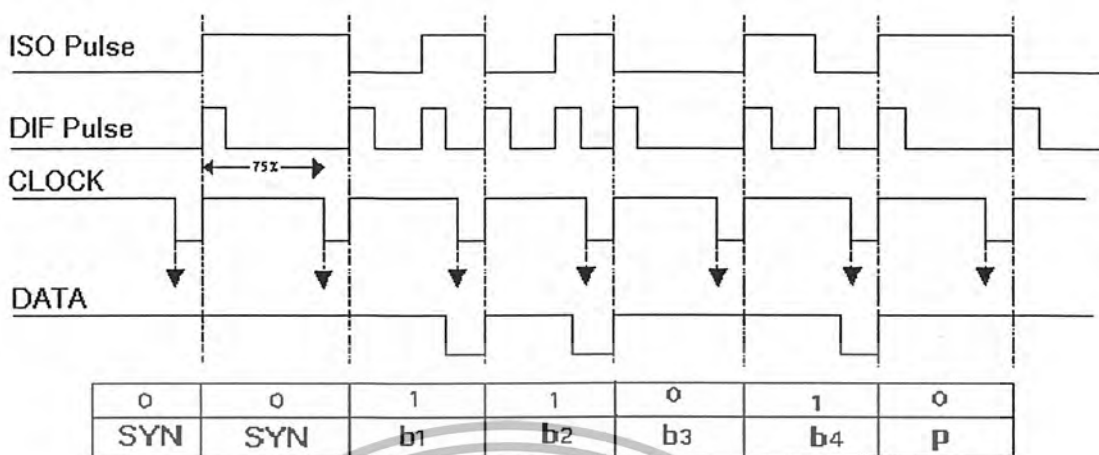 ISO Pulse
DIF Pulse
75%
CLOCK
DATA
0 0 1 1 0 1 0
SYN SYN b1 b2 b3 b4 P